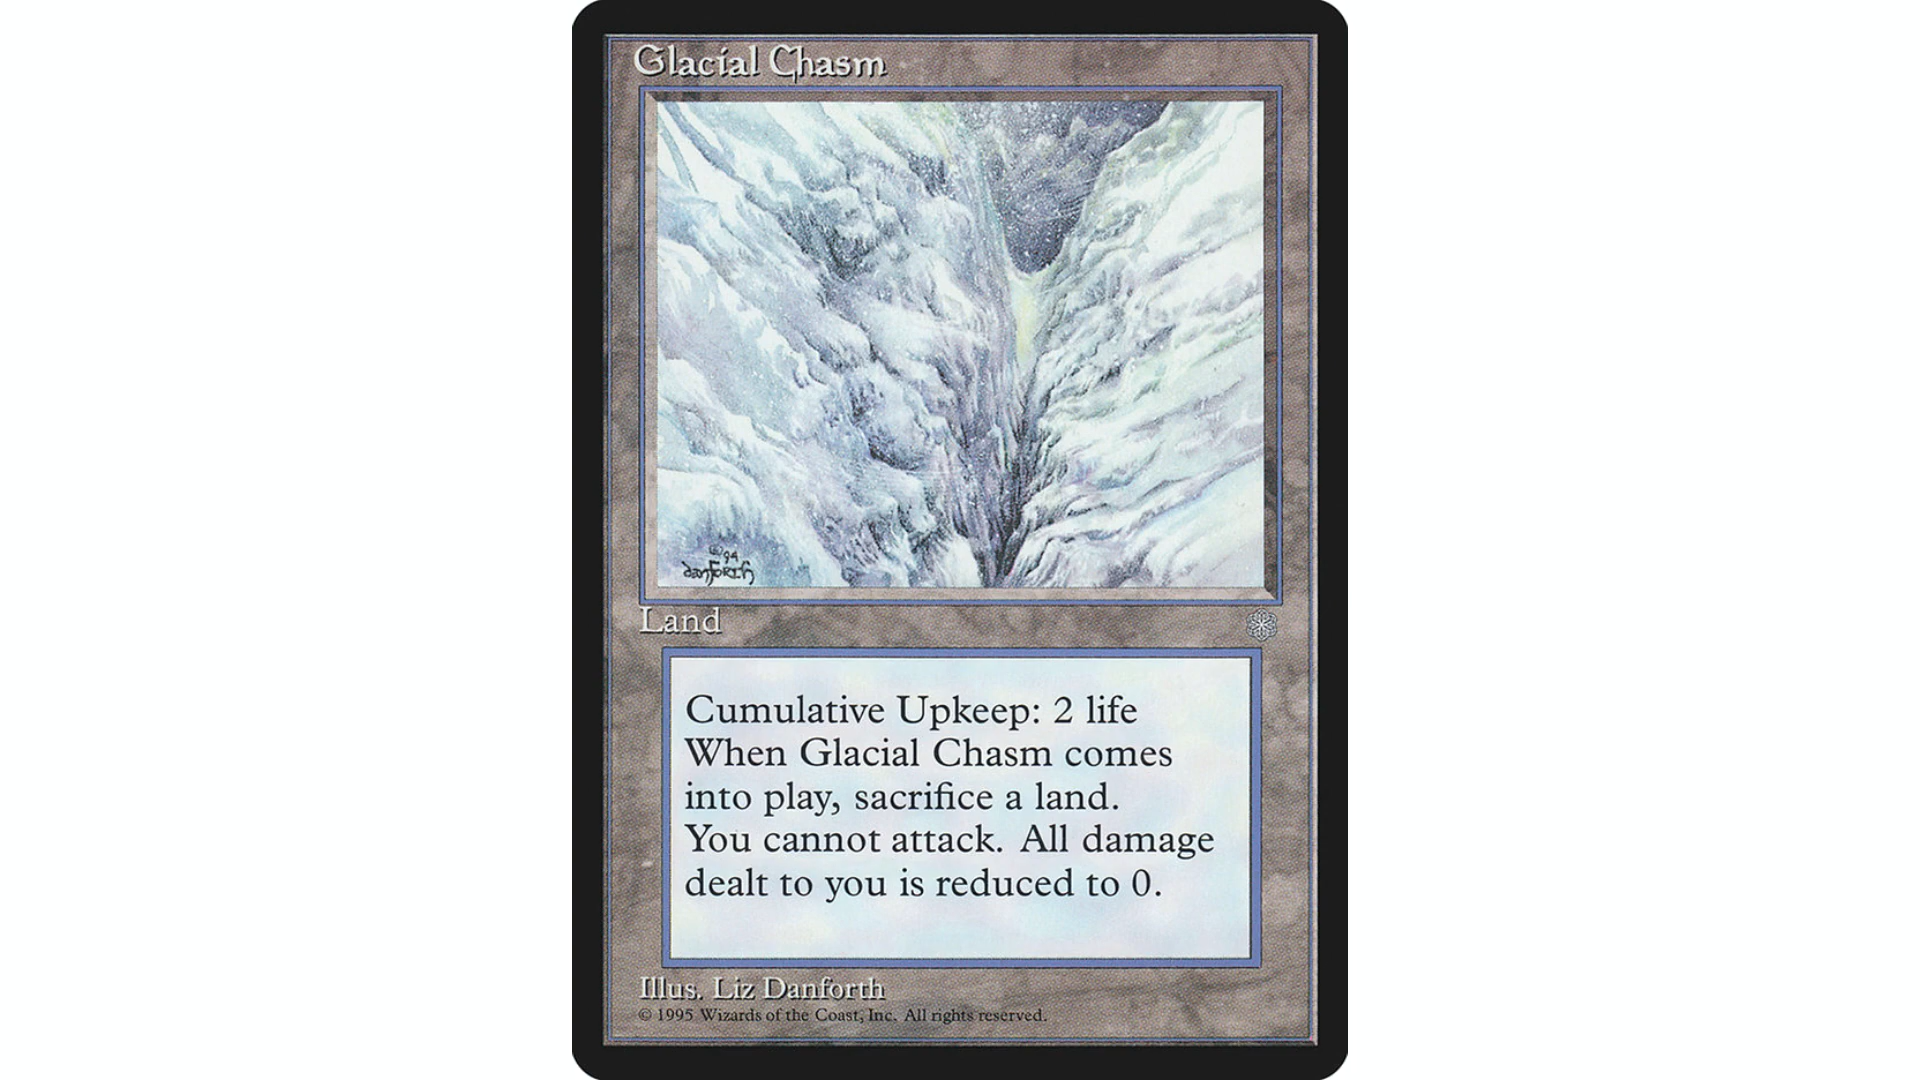 Glacial Chasm
©94
Danforth
Land
Cumulative Upkeep: 2 life
When Glacial Chasm comes
into play, sacrifice a land.
You cannot attack. All damage
dealt to you is reduced to 0.
Illus. Liz Danforth
© 1995 Wizards of the Coast, Inc. All rights reserved.